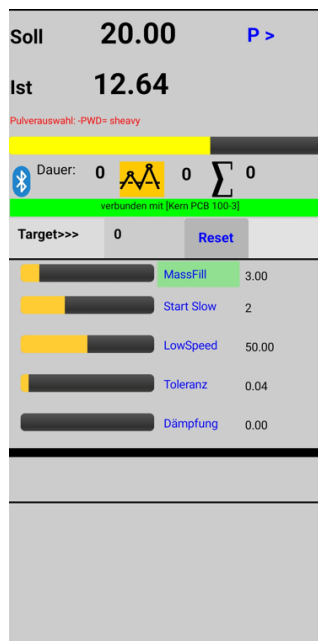 Soll 20.00 P >
Ist 12.64
Pulverauswahl: -PWD= sheavy
Dauer: 0 0 ∑ 0
verbunden mit [Kern PCB 100-3]
Target>>> 0 Reset
MassFill 3.00
Start Slow 2
LowSpeed 50.00
Toleranz 0.04
Dämpfung 0.00